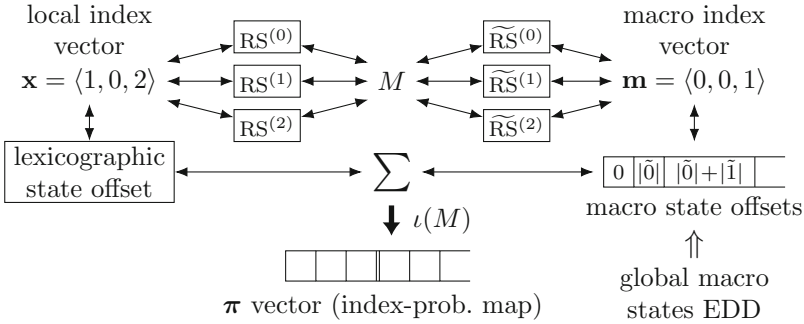 local index
vector
x = ⟨1, 0, 2⟩
RS⁽⁰⁾
RS⁽¹⁾
RS⁽²⁾
M
R̃S̃⁽⁰⁾
R̃S̃⁽¹⁾
R̃S̃⁽²⁾
macro index
vector
m = ⟨0, 0, 1⟩
lexicographic
state offset
∑
0 |0̃| |0̃|+|1̃|
macro state offsets
ι(M)
⇑
global macro
states EDD
π vector (index-prob. map)